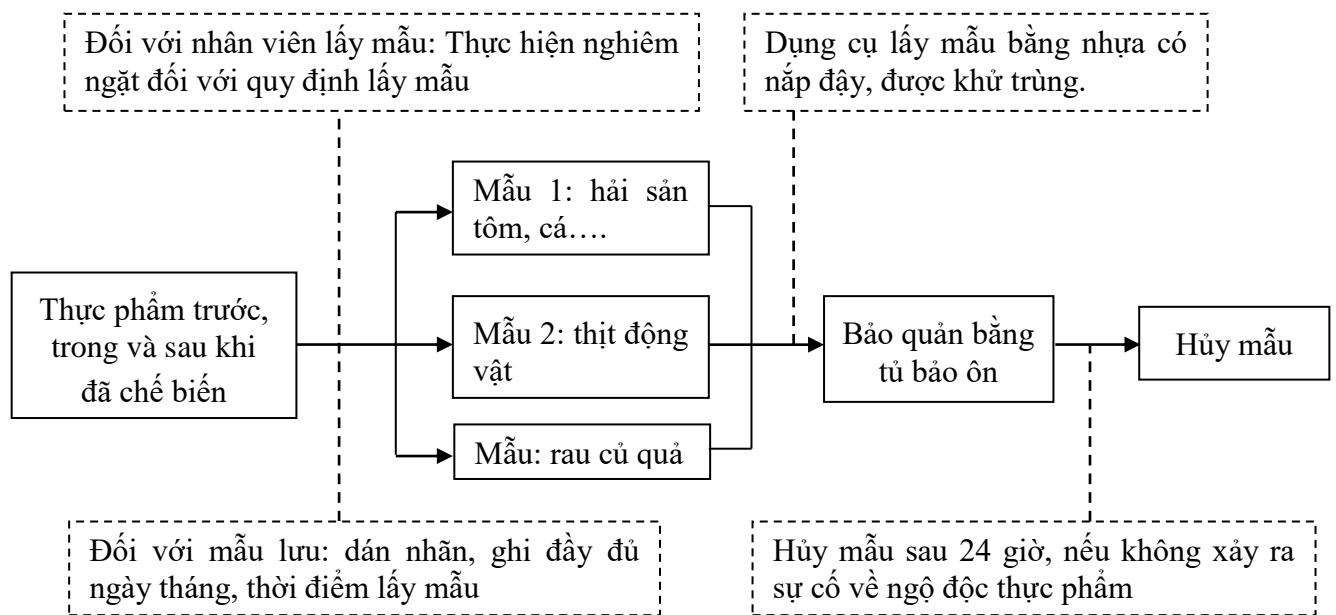 Đối với nhân viên lấy mẫu: Thực hiện nghiêm
ngặt đối với quy định lấy mẫu
Dụng cụ lấy mẫu bằng nhựa có
nắp đậy, được khử trùng.
Mẫu 1: hải sản
tôm, cá….
Thực phẩm trước,
trong và sau khi
đã chế biến
Mẫu 2: thịt động
vật
Bảo quản bằng
tủ bảo ôn
Hủy mẫu
Mẫu: rau củ quả
Đối với mẫu lưu: dán nhãn, ghi đầy đủ
ngày tháng, thời điểm lấy mẫu
Hủy mẫu sau 24 giờ, nếu không xảy ra
sự cố về ngộ độc thực phẩm